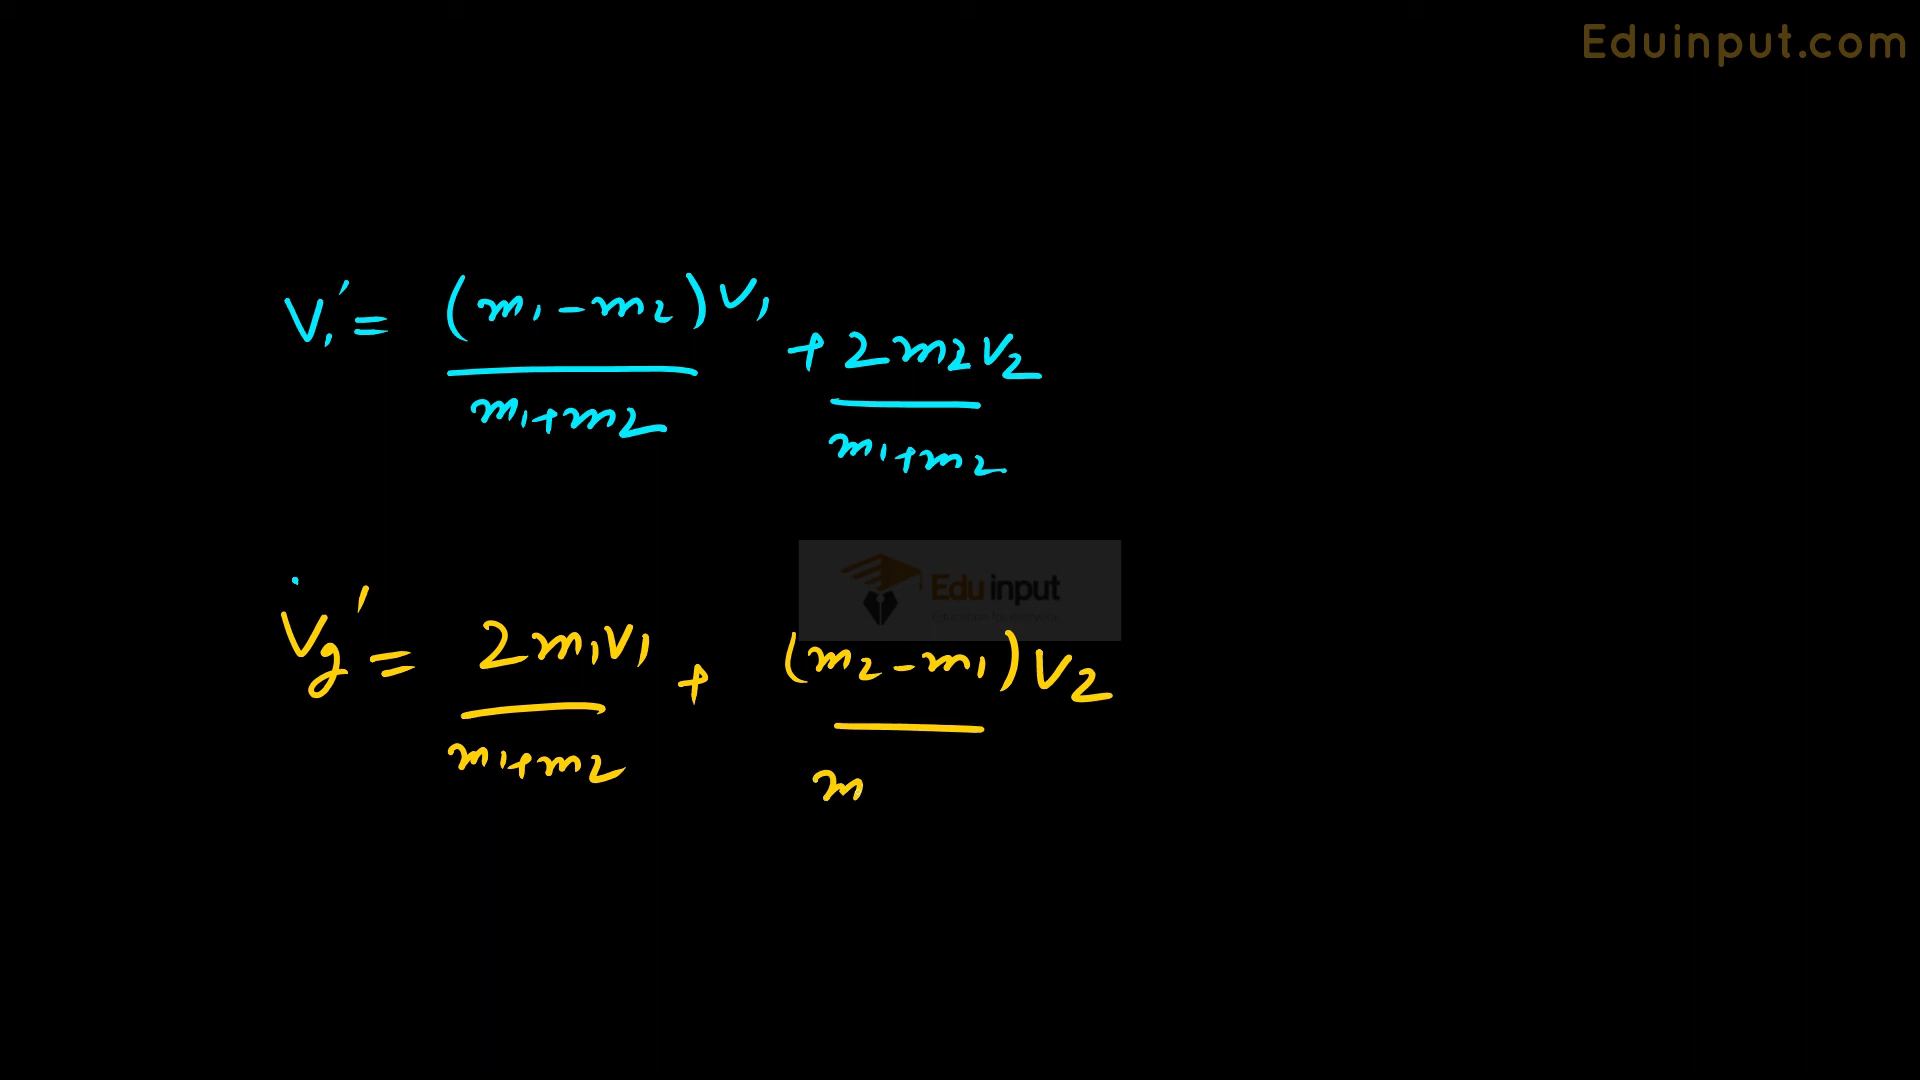 Eduinput.com
V₁' = (m₁ - m₂) V₁ / m₁+m₂ + 2m₂V₂ / m₁+m₂
Edu input
Vg' = 2m₁V₁ / m₁+m₂ + (m₂ - m₁) V₂ / m